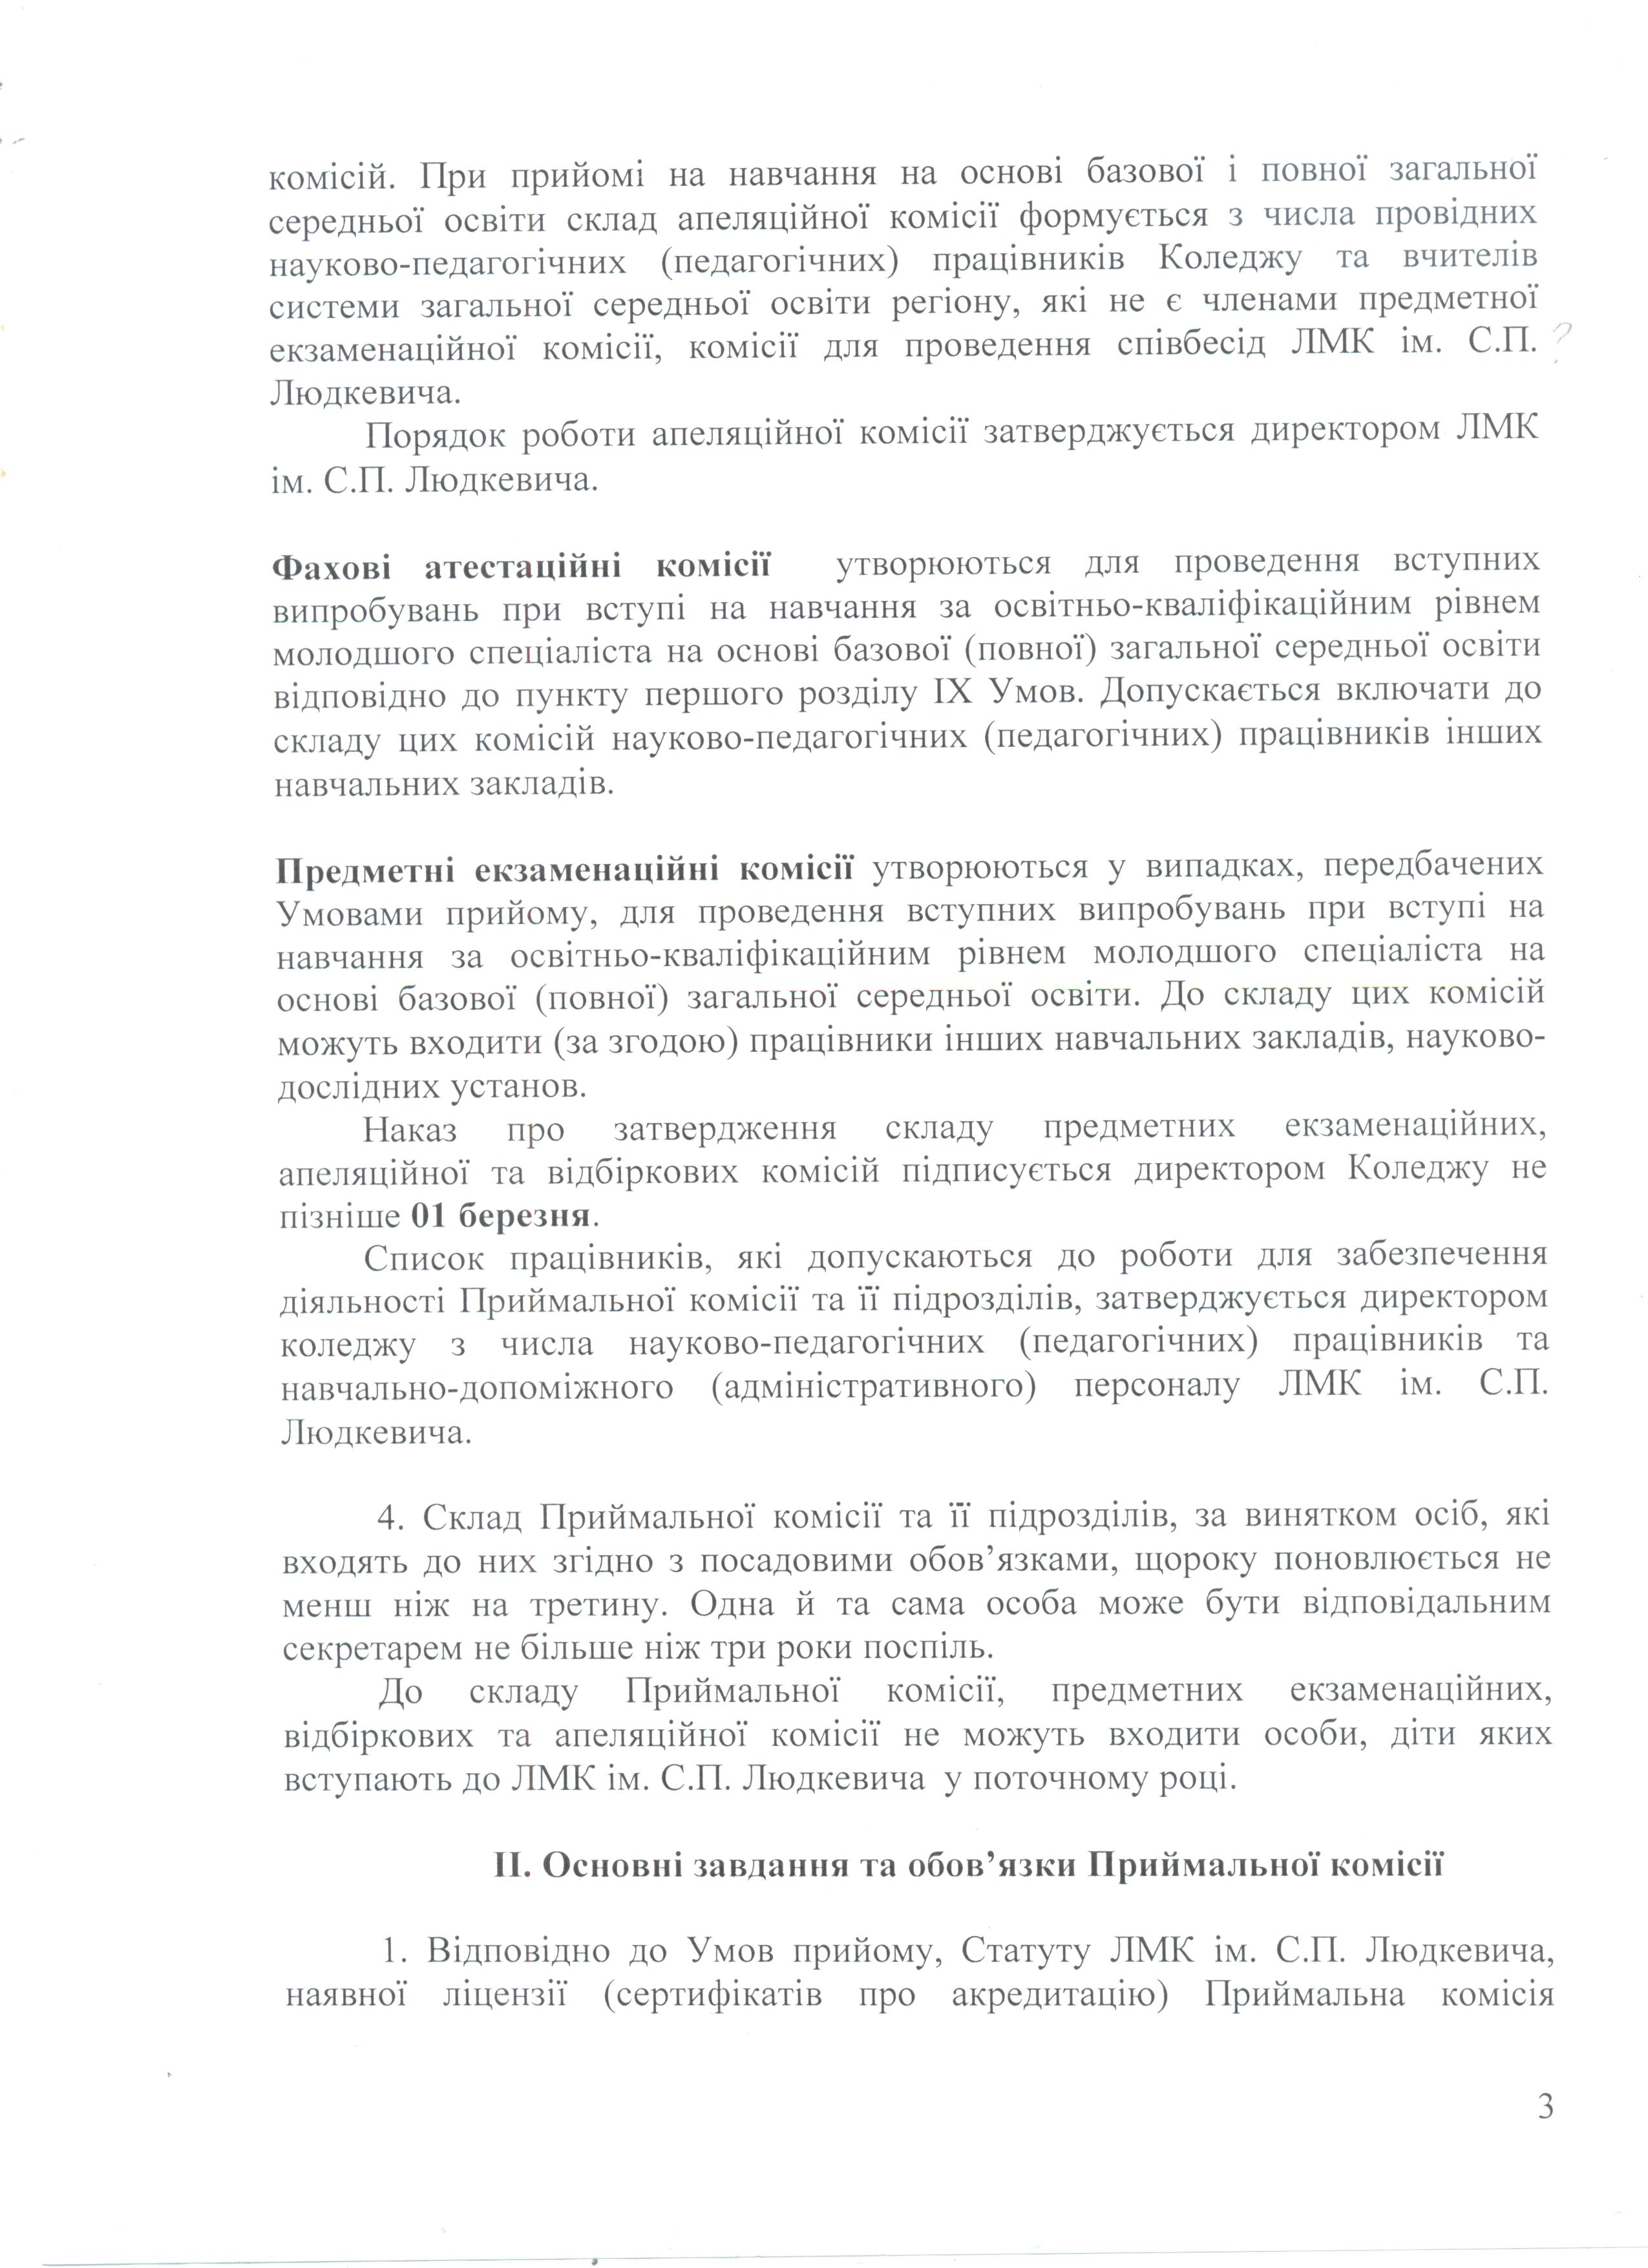 комісій. При прийомі на навчання на основі базової і повної загальної
середньої освіти склад апеляційної комісії формується з числа провідних
науково-педагогічних (педагогічних) працівників Коледжу та вчителів
системи загальної середньої освіти регіону, які не є членами предметної
екзаменаційної комісії, комісії для проведення співбесід ЛМК ім. С.П. ?
Людкевича.
Порядок роботи апеляційної комісії затверджується директором ЛМК
ім. С.П. Людкевича.
Фахові атестаційні комісії утворюються для проведення вступних
випробувань при вступі на навчання за освітньо-кваліфікаційним рівнем
молодшого спеціаліста на основі базової (повної) загальної середньої освіти
відповідно до пункту першого розділу IX Умов. Допускається включати до
складу цих комісій науково-педагогічних (педагогічних) працівників інших
навчальних закладів.
Предметні екзаменаційні комісії утворюються у випадках, передбачених
Умовами прийому, для проведення вступних випробувань при вступі на
навчання за освітньо-кваліфікаційним рівнем молодшого спеціаліста на
основі базової (повної) загальної середньої освіти. До складу цих комісій
можуть входити (за згодою) працівники інших навчальних закладів, науково-
дослідних установ.
Наказ про затвердження складу предметних екзаменаційних,
апеляційної та відбіркових комісій підписується директором Коледжу не
пізніше 01 березня.
Список працівників, які допускаються до роботи для забезпечення
діяльності Приймальної комісії та її підрозділів, затверджується директором
коледжу з числа науково-педагогічних (педагогічних) працівників та
навчально-допоміжного (адміністративного) персоналу ЛМК ім. С.П.
Людкевича.
4. Склад Приймальної комісії та її підрозділів, за винятком осіб, які
входять до них згідно з посадовими обов’язками, щороку поновлюється не
менш ніж на третину. Одна й та сама особа може бути відповідальним
секретарем не більше ніж три роки поспіль.
До складу Приймальної комісії, предметних екзаменаційних,
відбіркових та апеляційної комісії не можуть входити особи, діти яких
вступають до ЛМК ім. С.П. Людкевича у поточному році.
II. Основні завдання та обов’язки Приймальної комісії
1. Відповідно до Умов прийому, Статуту ЛМК ім. С.П. Людкевича,
наявної ліцензії (сертифікатів про акредитацію) Приймальна комісія
3